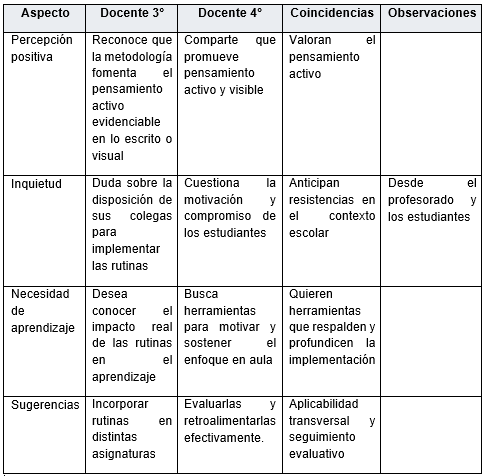 Aspecto Docente 3° Docente 4° Coincidencias Observaciones
Percepción positiva
Reconoce que la metodología fomenta el pensamiento activo evidenciable en lo escrito o visual
Comparte que promueve pensamiento activo y visible
Valoran el pensamiento activo
Inquietud
Duda sobre la disposición de sus colegas para implementar las rutinas
Cuestiona la motivación y compromiso de los estudiantes
Anticipan resistencias en el contexto escolar
Desde el profesorado y los estudiantes
Necesidad de aprendizaje
Desea conocer el impacto real de las rutinas en el aprendizaje
Busca herramientas para motivar y sostener el enfoque en aula
Quieren herramientas que respalden y profundicen la implementación
Sugerencias
Incorporar rutinas en distintas asignaturas
Evaluarlas y retroalimentarlas efectivamente.
Aplicabilidad transversal y seguimiento evaluativo